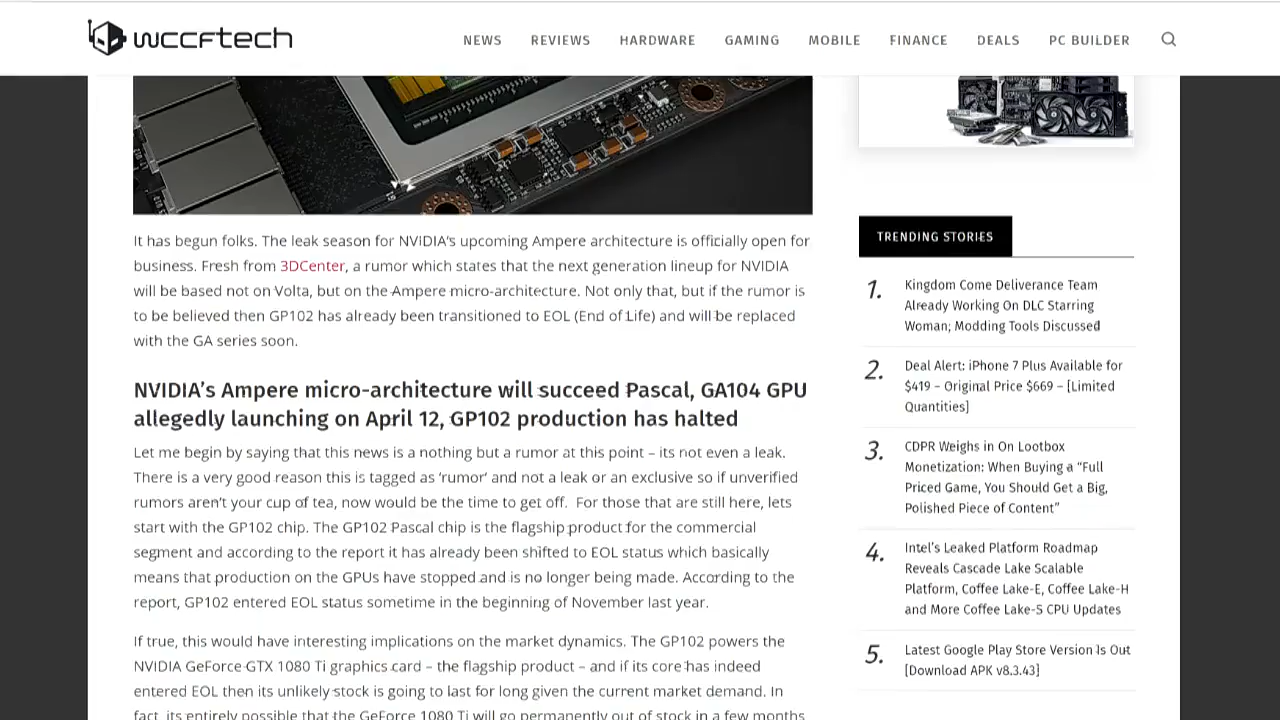 wccftech
NEWS REVIEWS HARDWARE GAMING MOBILE FINANCE DEALS PC BUILDER
It has begun folks. The leak season for NVIDIA's upcoming Ampere architecture is officially open for
business. Fresh from 3DCenter, a rumor which states that the next generation lineup for NVIDIA
will be based not on Volta, but on the Ampere micro-architecture. Not only that, but if the rumor is
to be believed then GP102 has already been transitioned to EOL (End of Life) and will be replaced
with the GA series soon.
NVIDIA's Ampere micro-architecture will succeed Pascal, GA104 GPU
allegedly launching on April 12, GP102 production has halted
Let me begin by saying that this news is a nothing but a rumor at this point – its not even a leak.
There is a very good reason this is tagged as 'rumor' and not a leak or an exclusive so if unverified
rumors aren't your cup of tea, now would be the time to get off.  For those that are still here, lets
start with the GP102 chip. The GP102 Pascal chip is the flagship product for the commercial
segment and according to the report it has already been shifted to EOL status which basically
means that production on the GPUs have stopped and is no longer being made. According to the
report, GP102 entered EOL status sometime in the beginning of November last year.
If true, this would have interesting implications on the market dynamics. The GP102 powers the
NVIDIA GeForce GTX 1080 Ti graphics card – the flagship product – and if its core has indeed
entered EOL then its unlikely stock is going to last for long given the current market demand. In
fact, its entirely possible that the GeForce 1080 Ti will go permanently out of stock in a few months
TRENDING STORIES
1. Kingdom Come Deliverance Team
Already Working On DLC Starring
Woman; Modding Tools Discussed
2. Deal Alert: iPhone 7 Plus Available for
$419 – Original Price $669 – [Limited
Quantities]
3. CDPR Weighs in On Lootbox
Monetization: When Buying a "Full
Priced Game, You Should Get a Big,
Polished Piece of Content"
4. Intel's Leaked Platform Roadmap
Reveals Cascade Lake Scalable
Platform, Coffee Lake-E, Coffee Lake-H
and More Coffee Lake-S CPU Updates
5. Latest Google Play Store Version Is Out
[Download APK v8.3.43]